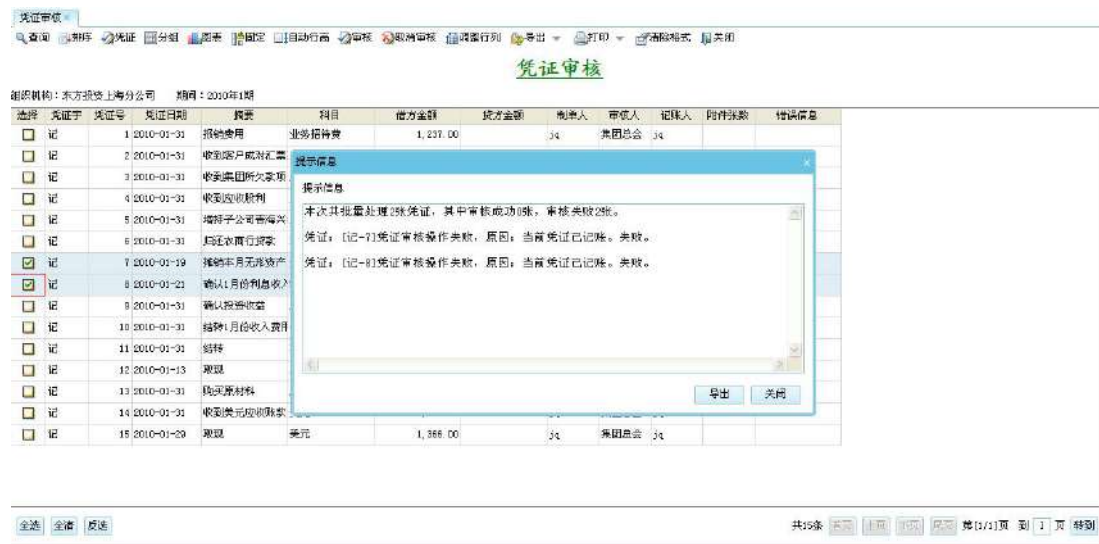 凭证审核
查询 排序 凭证 分组 图表 固定 自动行高 审核 取消审核 调整行列 导出 打印 清除格式 关闭
凭证审核
组织机构：东方投资上海分公司 期间：2010年1期
选择 凭证字 凭证号 凭证日期 摘要 科目 借方金额 贷方金额 制单人 审核人 记账人 附件张数 错误信息
记 1 2010-01-31 报销费用 业务招待费 1,237.00 jq 集团总会 jq
记 2 2010-01-31 收到客户成对汇票
记 3 2010-01-31 收到集团所欠款项
记 4 2010-01-31 收到应收股利
记 5 2010-01-31 增持子公司青海兴
记 6 2010-01-31 归还农商行贷款
记 7 2010-01-19 摊销本月无形资产
记 8 2010-01-21 确认1月份利息收入
记 9 2010-01-31 确认投资收益
记 10 2010-01-31 结转1月份收入费用
记 11 2010-01-31 结转
记 12 2010-01-13 取现
记 13 2010-01-31 购买原材料
记 14 2010-01-31 收到美元应收账款
记 15 2010-01-29 取现 美元 1,366.00 jq 集团总会 jq
提示信息
提示信息
本次共批量处理2张凭证，其中审核成功0张，审核失败2张。
凭证：[记-7]凭证审核操作失败，原因：当前凭证已记账。失败。
凭证：[记-8]凭证审核操作失败，原因：当前凭证已记账。失败。
导出 关闭
全选 全清 反选
共15条 首页 上页 下页 尾页 第[1/1]页 到 1 页 转到